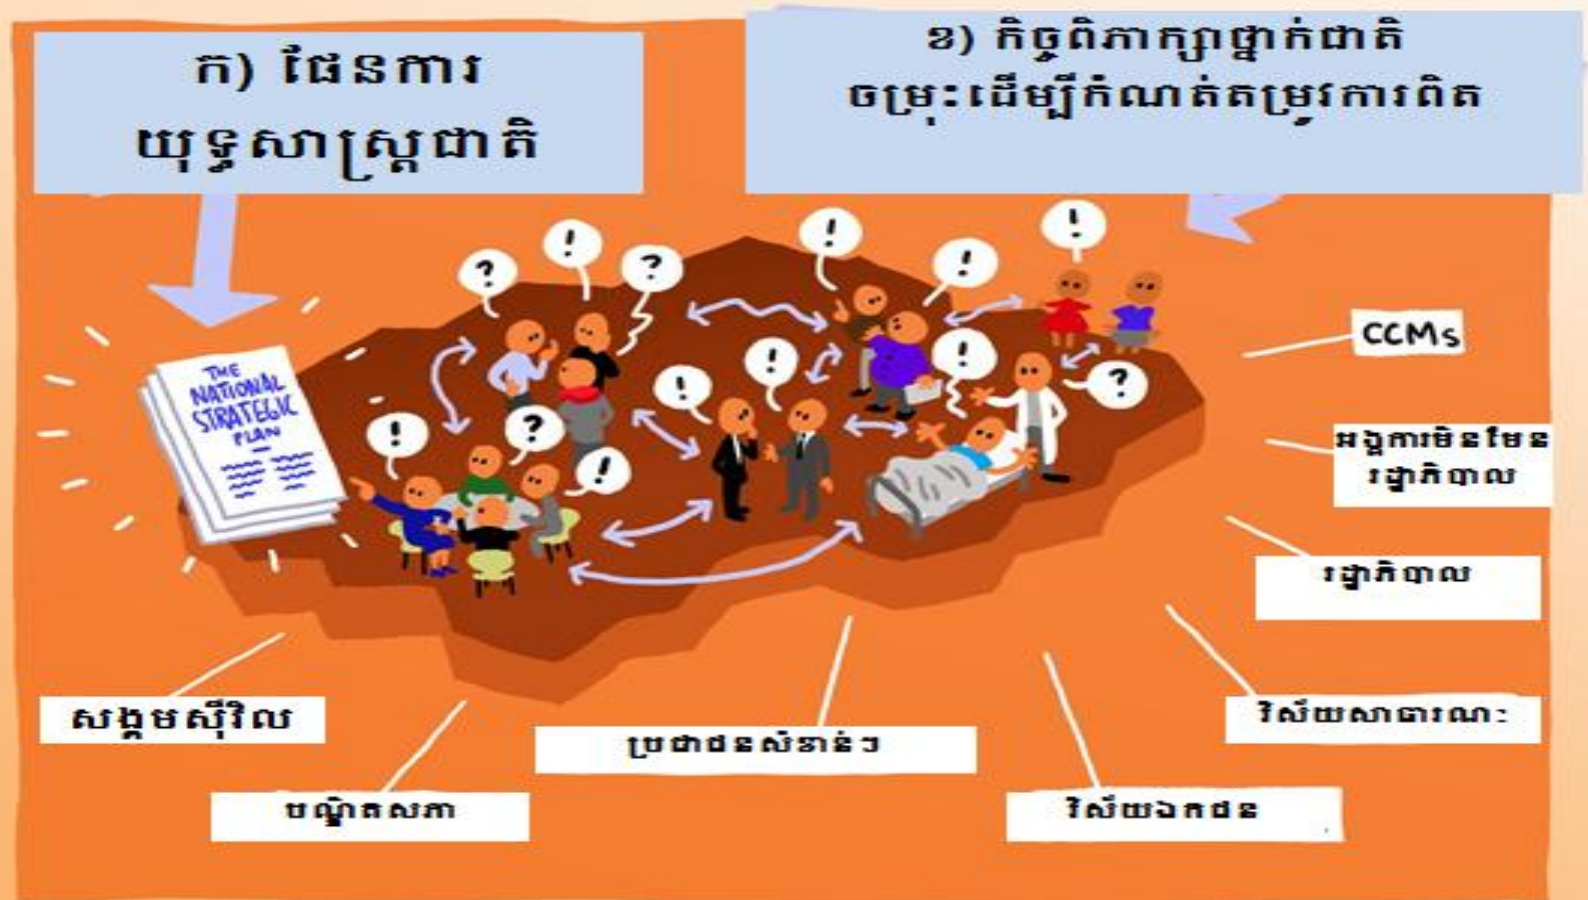 ក) ផែនការ
យុទ្ធសាស្ត្រជាតិ
ខ) កិច្ចពិភាក្សាថ្នាក់ជាតិ
ចម្រុះដើម្បីកំណត់តម្រូវការពិត
THE
NATIONAL
STRATEGIC
PLAN
?
!
?
!
!
!
!
!
!
?
!
?
!
CCMs
អង្គការមិនមែន
រដ្ឋាភិបាល
រដ្ឋាភិបាល
វិស័យសាធារណៈ
សង្គមស៊ីវិល
ប្រជាជនសំខាន់ៗ
បណ្ឌិតសភា
វិស័យឯកជន